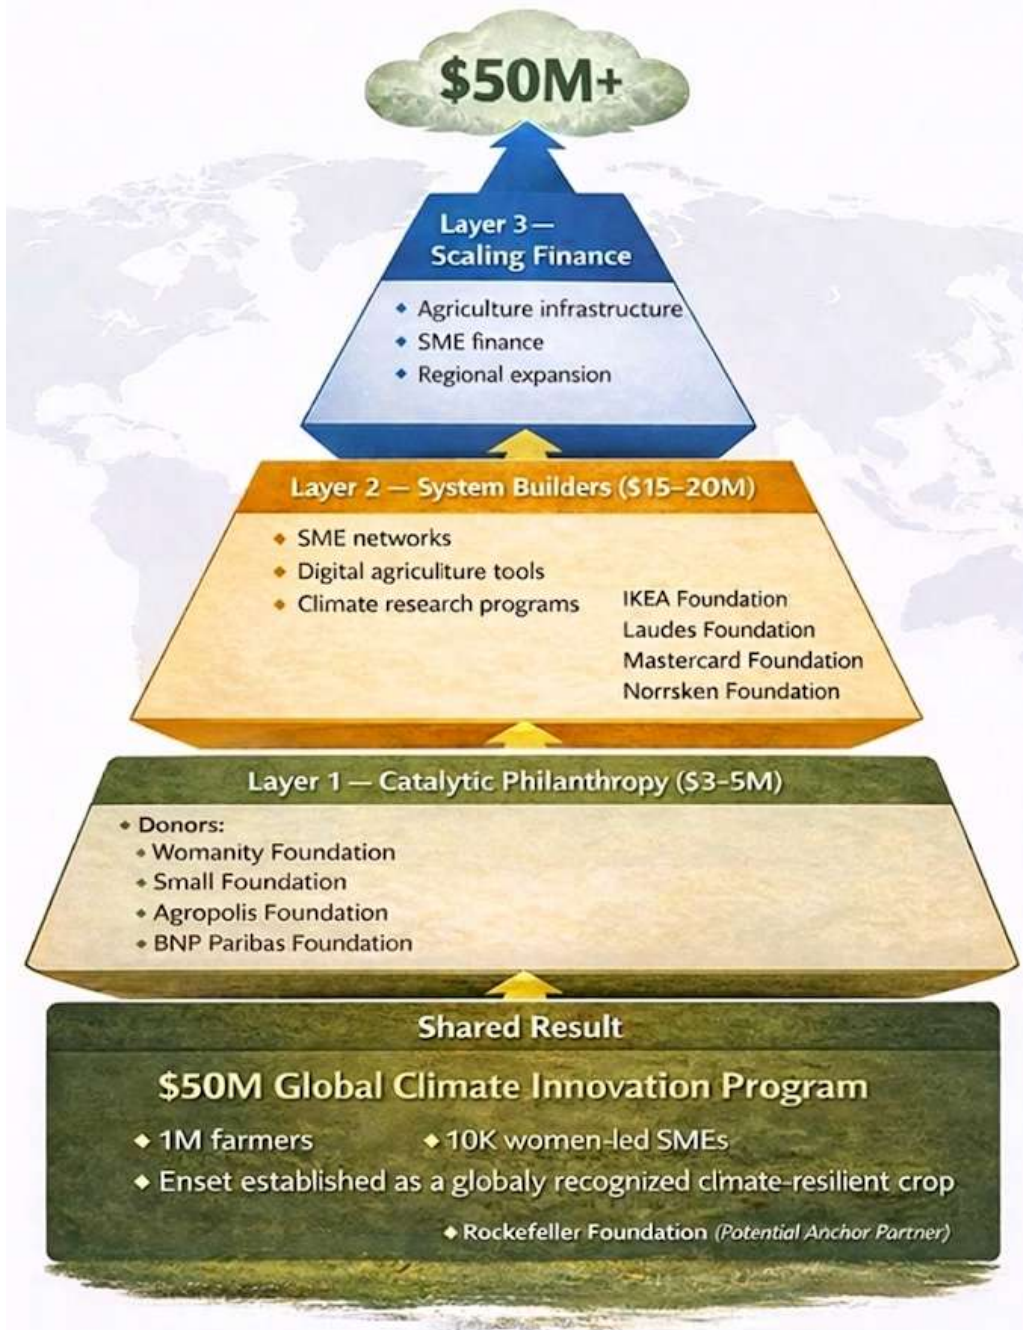 $50M+
Layer 3—
Scaling Finance
◆ Agriculture infrastructure
◆ SME finance
◆ Regional expansion
Layer 2 — System Builders ($15–20M)
◆ SME networks
◆ Digital agriculiture tools
◆ Climate research programs
IKEA Foundation
Laudes Foundation
Mastercard Foundation
Norrsken Foundation
Layer 1 — Catalytic Philanthropy ($3-5M)
◆ Donors:
◆ Womanity Foundation
◆ Small Foundation
◆ Agropolis Foundation
◆ BNP Paribas Foundation
Shared Result
$50M Global Climate Innovation Program
◆ 1M farmers ◆ 10K women-led SMEs
◆ Enset established as a globaly recognized clmate-resilient crop
◆ Rockefeller Foundation (Potential Anchor Partner)